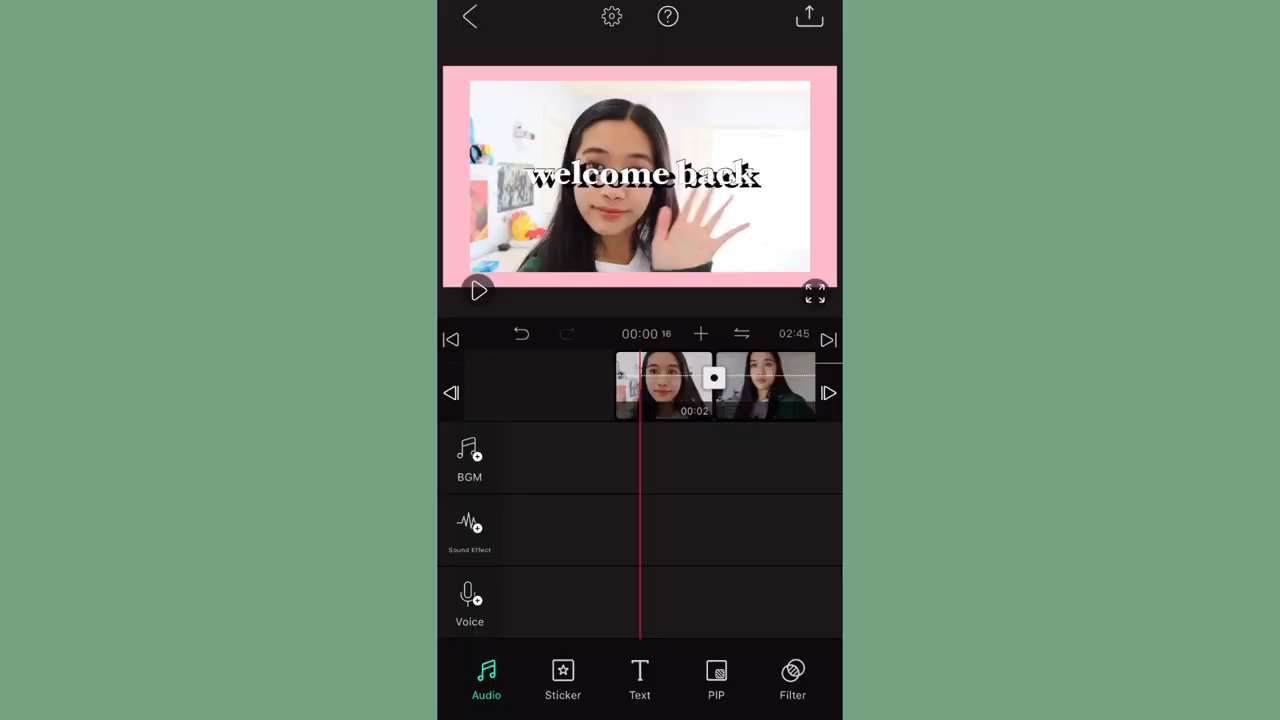 welcome back
00:00 16
02:45
00:02
BGM
Sound Effect
Voice
Audio
Sticker
Text
PIP
Filter